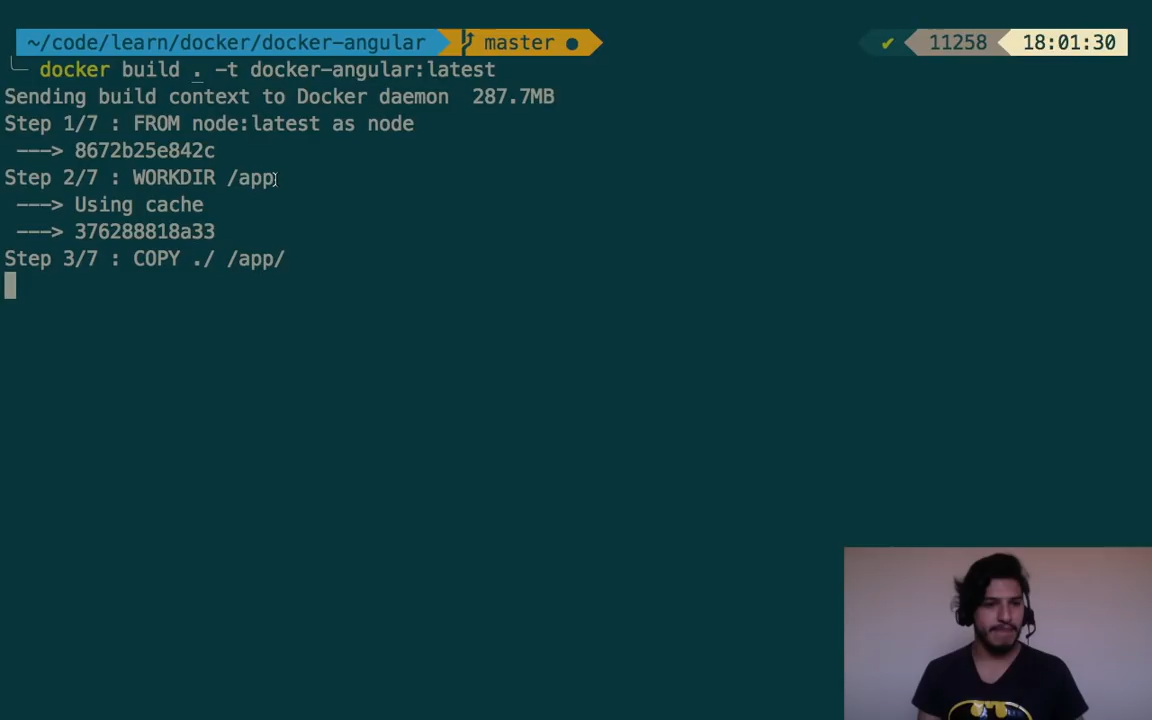 ~/code/learn/docker/docker-angular master ● ✔ 11258 18:01:30
docker build . -t docker-angular:latest
Sending build context to Docker daemon 287.7MB
Step 1/7 : FROM node:latest as node
---> 8672b25e842c
Step 2/7 : WORKDIR /app
---> Using cache
---> 376288818a33
Step 3/7 : COPY ./ /app/